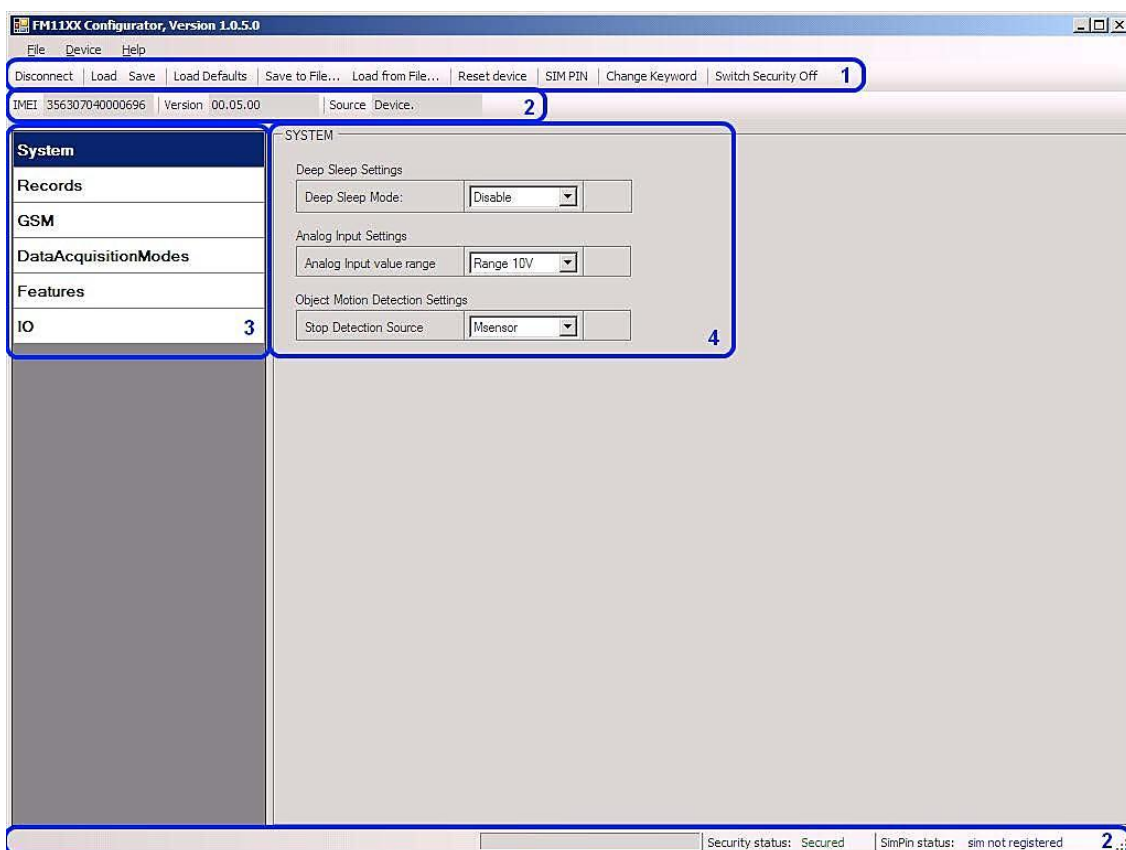 FM11XX Configurator, Version 1.0.5.0
File Device Help
Disconnect Load Save Load Defaults Save to File... Load from File... Reset device SIM PIN Change Keyword Switch Security Off 1
IMEI 356307040000696 Version 00.05.00 Source Device. 2
System
Records
GSM
DataAcquisitionModes
Features
IO 3
SYSTEM
Deep Sleep Settings
Deep Sleep Mode: Disable
Analog Input Settings
Analog Input value range Range 10V
Object Motion Detection Settings
Stop Detection Source Msensor
4
Security status: Secured SimPin status: sim not registered 2